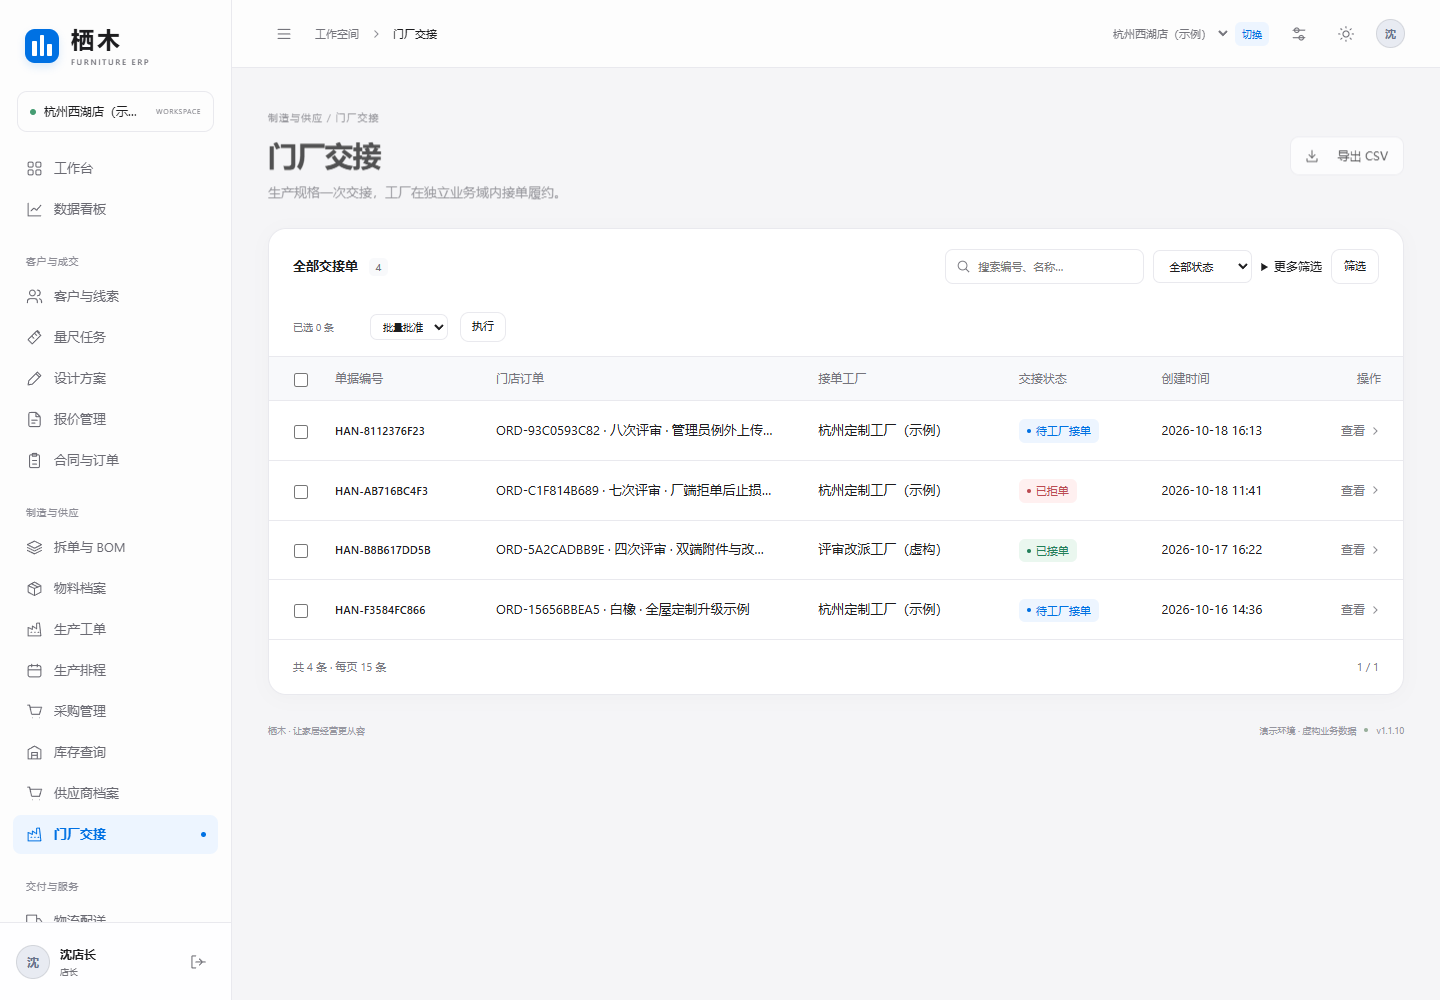 栖木
FURNITURE ERP
杭州西湖店（示... WORKSPACE
工作台
数据看板
客户与成交
客户与线索
量尺任务
设计方案
报价管理
合同与订单
制造与供应
拆单与 BOM
物料档案
生产工单
生产排程
采购管理
库存查询
供应商档案
门厂交接
交付与服务
物流配送
沈 沈店长
店长
工作空间 > 门厂交接 杭州西湖店（示例） 切换 沈
制造与供应 / 门厂交接
门厂交接
生产规格一次交接，工厂在独立业务域内接单履约。
导出 CSV
全部交接单 4 搜索编号、名称... 全部状态 ▶ 更多筛选 筛选
已选 0 条 批量批准 执行
单据编号 门店订单 接单工厂 交接状态 创建时间 操作
HAN-8112376F23 ORD-93C0593C82 · 八次评审 · 管理员例外上传... 杭州定制工厂（示例） 待工厂接单 2026-10-18 16:13 查看 >
HAN-AB716BC4F3 ORD-C1F814B689 · 七次评审 · 厂端拒单后止损... 杭州定制工厂（示例） 已拒单 2026-10-18 11:41 查看 >
HAN-B8B617DD5B ORD-5A2CADBB9E · 四次评审 · 双端附件与改... 评审改派工厂（虚构） 已接单 2026-10-17 16:22 查看 >
HAN-F3584FC866 ORD-15656BBEA5 · 白橡 · 全屋定制升级示例 杭州定制工厂（示例） 待工厂接单 2026-10-16 14:36 查看 >
共 4 条 · 每页 15 条 1 / 1
栖木 · 让家居经营更从容 演示环境 · 虚构业务数据 • v1.1.10